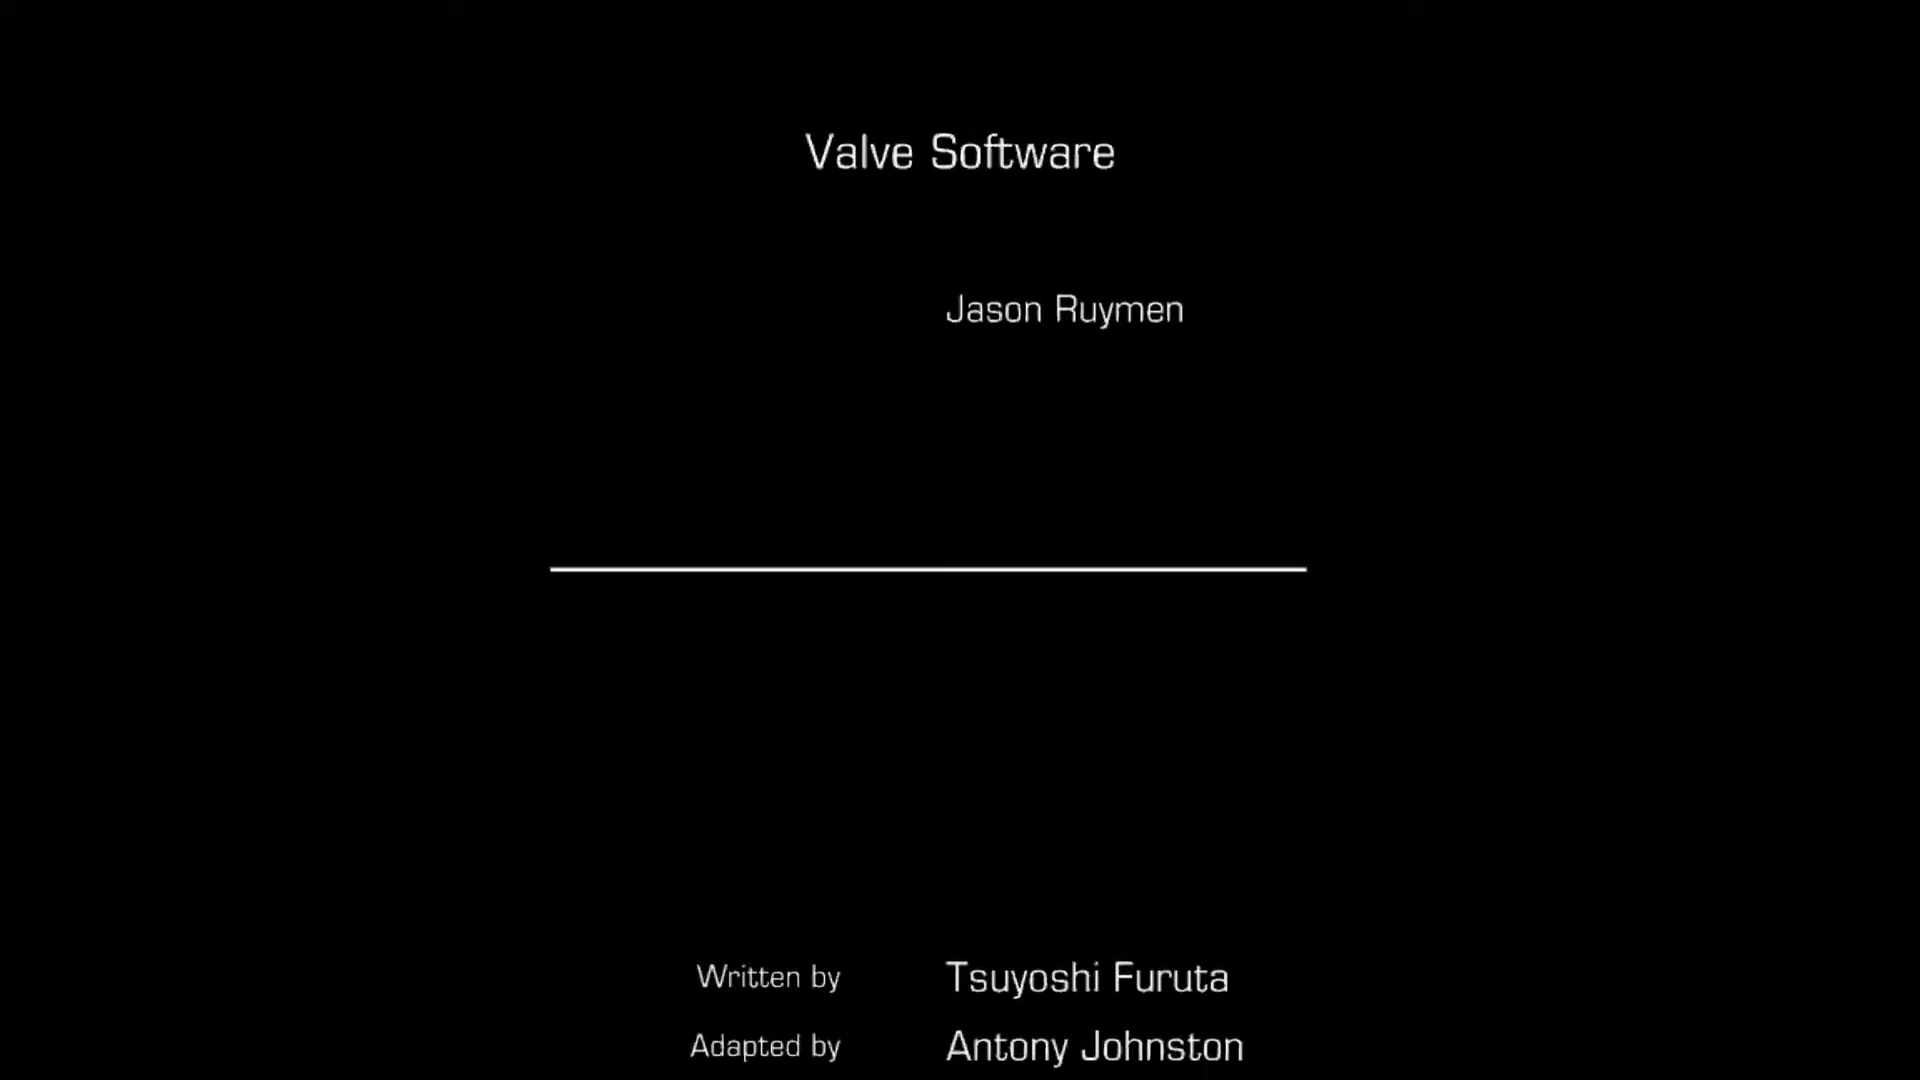 Valve Software
Jason Ruymen
Written by Tsuyoshi Furuta
Adapted by Antony Johnston